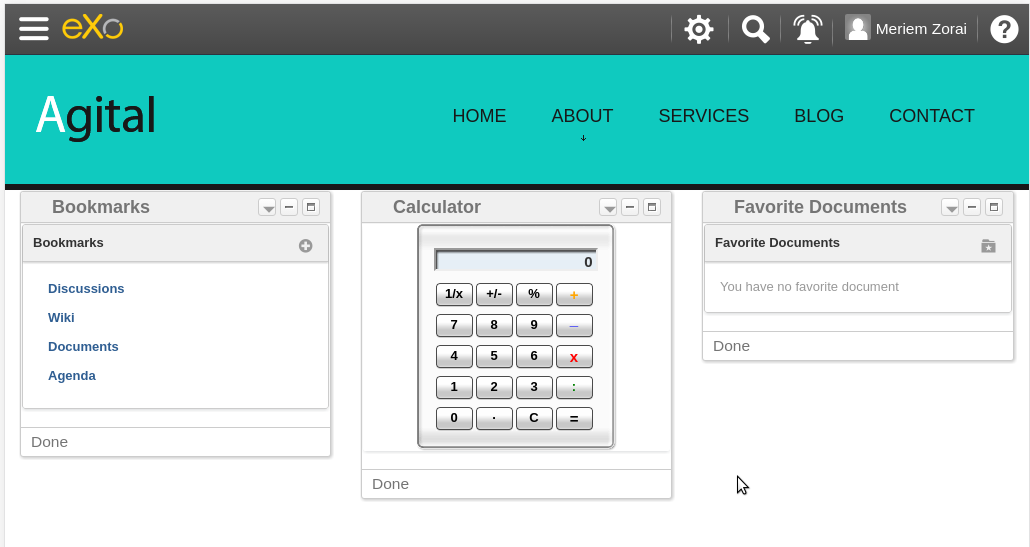 eXo
Meriem Zorai
?
Agital
HOME ABOUT SERVICES BLOG CONTACT
Bookmarks
Bookmarks
Discussions
Wiki
Documents
Agenda
Done
Calculator
0
1/x +/- % +
7 8 9 –
4 5 6 x
1 2 3 :
0 . C =
Done
Favorite Documents
Favorite Documents
You have no favorite document
Done